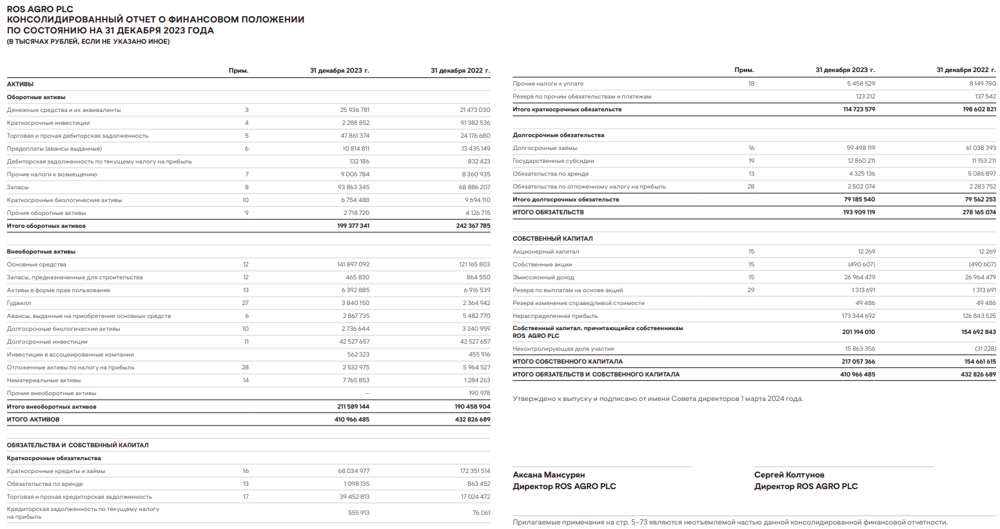 ROS AGRO PLC
КОНСОЛИДИРОВАННЫЙ ОТЧЕТ О ФИНАНСОВОМ ПОЛОЖЕНИИ
ПО СОСТОЯНИЮ НА 31 ДЕКАБРЯ 2023 ГОДА
(В ТЫСЯЧАХ РУБЛЕЙ, ЕСЛИ НЕ УКАЗАНО ИНОЕ)
Прим. 31 декабря 2023 г. 31 декабря 2022 г.
АКТИВЫ
Оборотные активы
Денежные средства и их эквиваленты 3 25 936 781 21 473 030
Краткосрочные инвестиции 4 2 288 852 91 382 536
Торговая и прочая дебиторская задолженность 5 47 861 374 24 176 680
Предоплаты (авансы выданные) 6 10 814 811 13 435 149
Дебиторская задолженность по текущему налогу на прибыль 132 186 832 423
Прочие налоги к возмещению 7 9 006 784 8 360 935
Запасы 8 93 863 345 68 886 207
Краткосрочные биологические активы 10 6 754 488 9 694 110
Прочие оборотные активы 9 2 718 720 4 126 715
Итого оборотных активов 199 377 341 242 367 785
Внеоборотные активы
Основные средства 12 141 897 092 121 165 803
Запасы, предназначенные для строительства 12 465 830 864 550
Активы в форме прав пользования 13 6 392 885 6 916 539
Гудвилл 27 3 840 150 2 364 942
Авансы, выданные на приобретение основных средств 6 2 867 735 5 482 770
Долгосрочные биологические активы 10 2 736 644 3 240 959
Долгосрочные инвестиции 11 42 527 657 42 527 657
Инвестиции в ассоциированные компании 562 323 455 916
Отложенные активы по налогу на прибыль 28 2 532 975 5 964 527
Нематериальные активы 14 7 765 853 1 284 263
Прочие внеоборотные активы – 190 978
Итого внеоборотных активов 211 589 144 190 458 904
ИТОГО АКТИВОВ 410 966 485 432 826 689
ОБЯЗАТЕЛЬСТВА И СОБСТВЕННЫЙ КАПИТАЛ
Краткосрочные обязательства
Краткосрочные кредиты и займы 16 68 034 977 172 351 514
Обязательства по аренде 13 1 098 135 863 452
Торговая и прочая кредиторская задолженность 17 39 452 813 17 024 472
Кредиторская задолженность по текущему налогу
на прибыль 555 913 76 061
Прим. 31 декабря 2023 г. 31 декабря 2022 г.
Прочие налоги к уплате 18 5 458 529 8 149 780
Резерв по прочим обязательствам и платежам 123 212 137 542
Итого краткосрочных обязательств 114 723 579 198 602 821
Долгосрочные обязательства
Долгосрочные займы 16 59 498 119 61 038 393
Государственные субсидии 19 12 860 211 11 153 211
Обязательства по аренде 13 4 325 136 5 086 897
Обязательства по отложенному налогу на прибыль 28 2 502 074 2 283 752
Итого долгосрочных обязательств 79 185 540 79 562 253
ИТОГО ОБЯЗАТЕЛЬСТВ 193 909 119 278 165 074
СОБСТВЕННЫЙ КАПИТАЛ
Акционерный капитал 15 12 269 12 269
Собственные акции 15 (490 607) (490 607)
Эмиссионный доход 15 26 964 479 26 964 479
Резерв по выплатам на основе акций 29 1 313 691 1 313 691
Резерв изменения справедливой стоимости 49 486 49 486
Нераспределенная прибыль 173 344 692 126 843 525
Собственный капитал, причитающийся собственникам
ROS AGRO PLC 201 194 010 154 692 843
Неконтролирующая доля участия 15 863 356 (31 228)
ИТОГО СОБСТВЕННОГО КАПИТАЛА 217 057 366 154 661 615
ИТОГО ОБЯЗАТЕЛЬСТВ И СОБСТВЕННОГО КАПИТАЛА 410 966 485 432 826 689
Утверждено к выпуску и подписано от имени Совета директоров 1 марта 2024 года.
Аксана Мансурян Сергей Колтунов
Директор ROS AGRO PLC Директор ROS AGRO PLC
Прилагаемые примечания на стр. 5–73 являются неотъемлемой частью данной консолидированной финансовой отчетности.